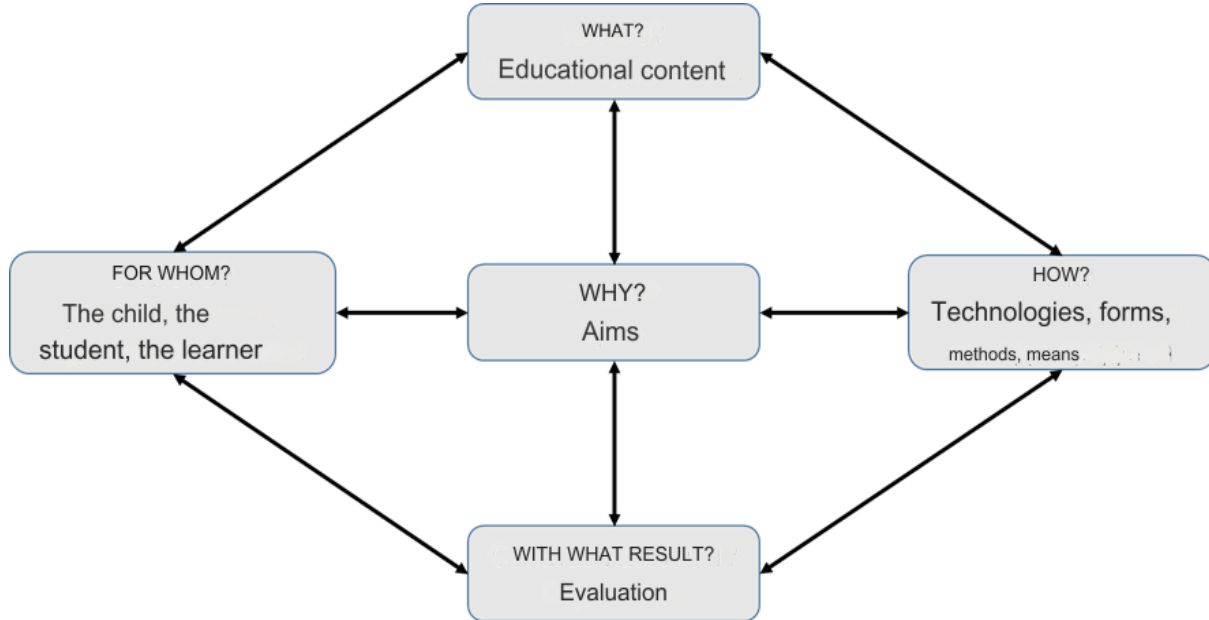 WHAT?
Educational content
FOR WHOM?
The child, the
student, the learner
WHY?
Aims
HOW?
Technologies, forms,
methods, means
WITH WHAT RESULT?
Evaluation